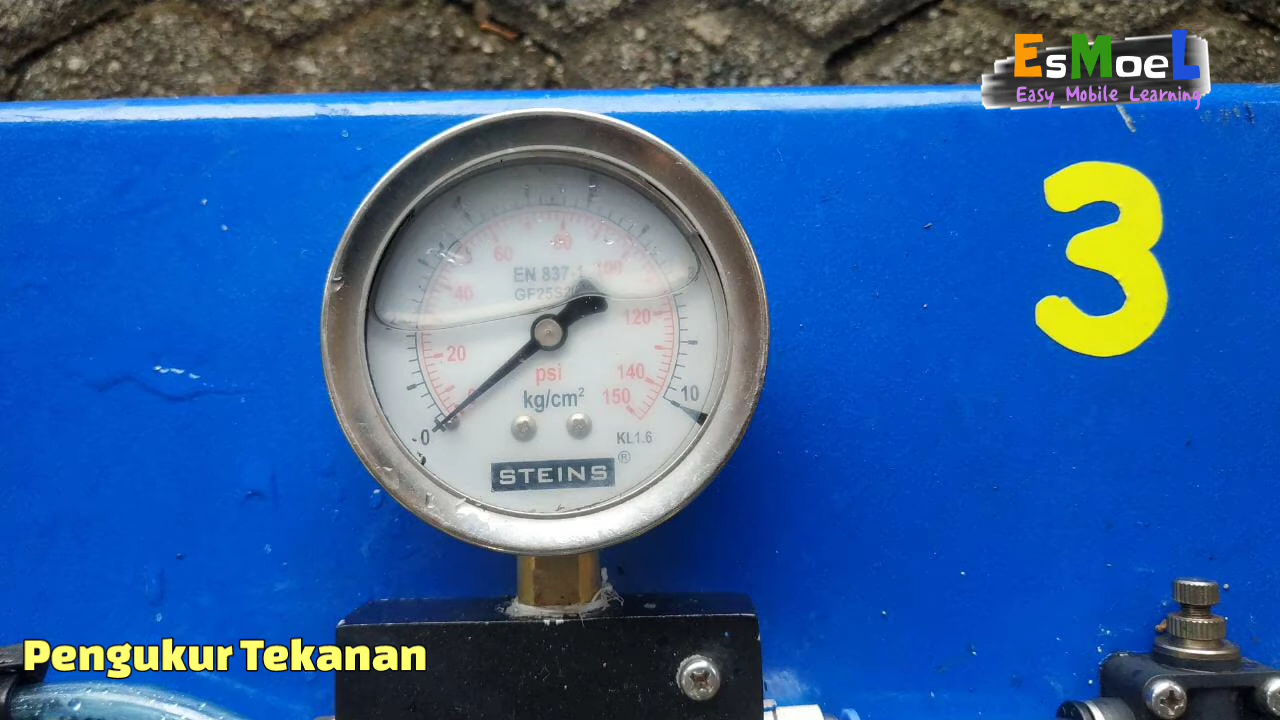 EsMoeL
Easy Mobile Learning
3
60
80
EN 837-1
100
40
120
20
psi
140
kg/cm²
150
10
0
KL1.6
STEINS®
Pengukur Tekanan